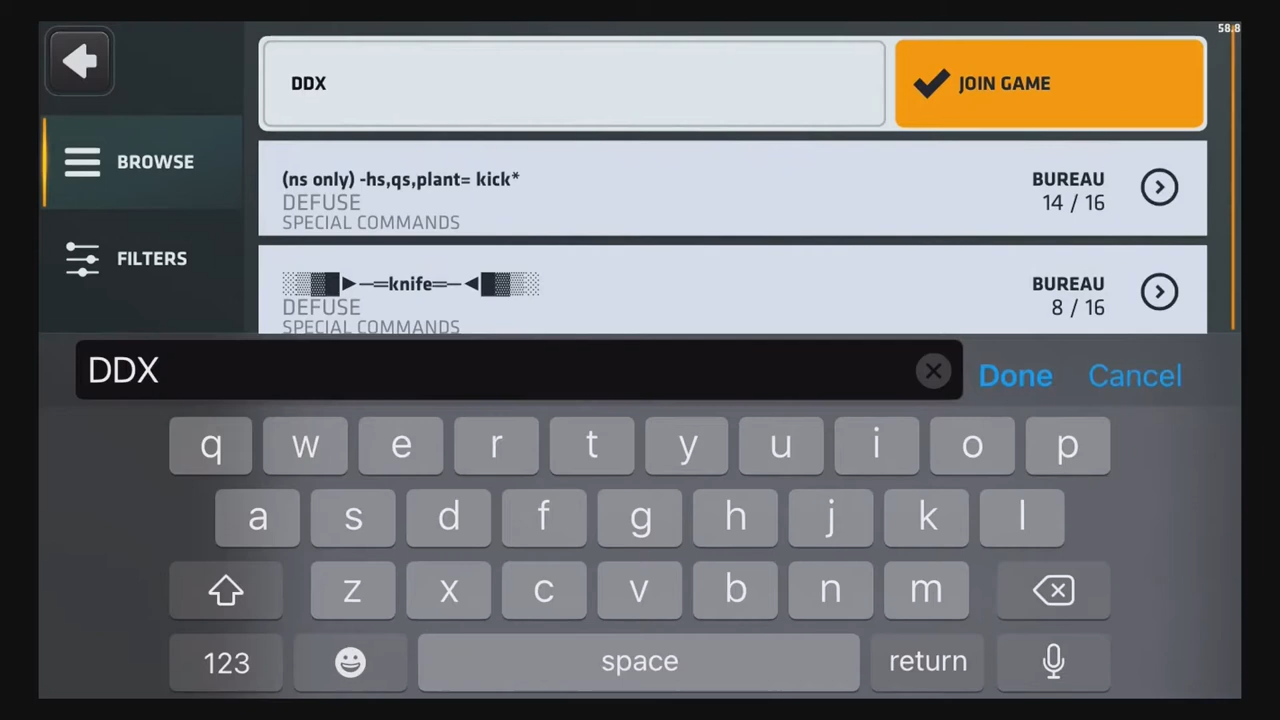 58.8
DDX
JOIN GAME
BROWSE
FILTERS
(ns only) -hs,qs,plant= kick*
DEFUSE
SPECIAL COMMANDS
BUREAU
14 / 16
░▒▓█►─═knife═─◄█▓▒░
DEFUSE
SPECIAL COMMANDS
BUREAU
8 / 16
DDX
Done Cancel
q w e r t y u i o p
a s d f g h j k l
z x c v b n m
123 space return